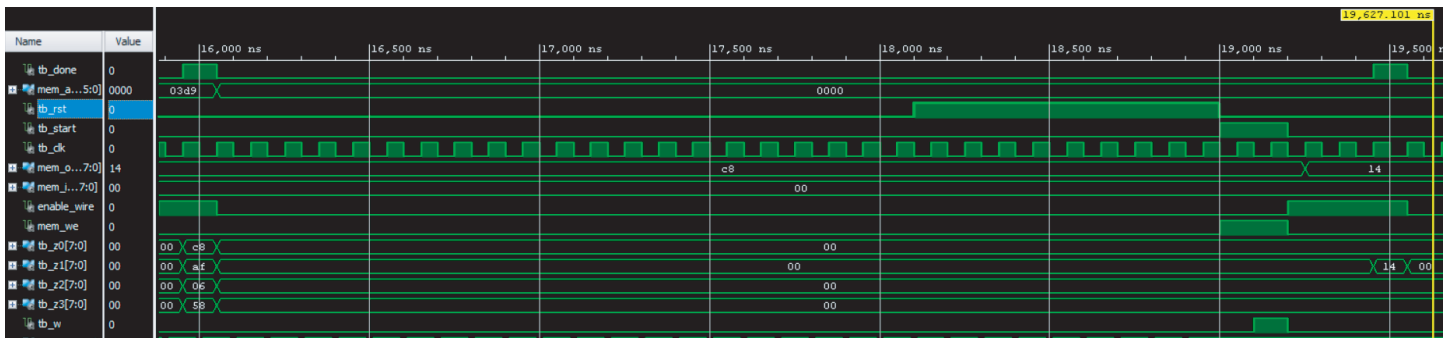 19,627.101 ns
Name Value
16,000 ns 16,500 ns 17,000 ns 17,500 ns 18,000 ns 18,500 ns 19,000 ns 19,500
tb_done 0
mem_a...5:0] 0000 03d9 0000
tb_rst 0
tb_start 0
tb_clk 0
mem_o...7:0] 14 c8 14
mem_i...7:0] 00 00
enable_wire 0
mem_we 0
tb_z0[7:0] 00 00 c8 00
tb_z1[7:0] 00 00 af 00 14 00
tb_z2[7:0] 00 00 06 00
tb_z3[7:0] 00 00 58 00
tb_w 0